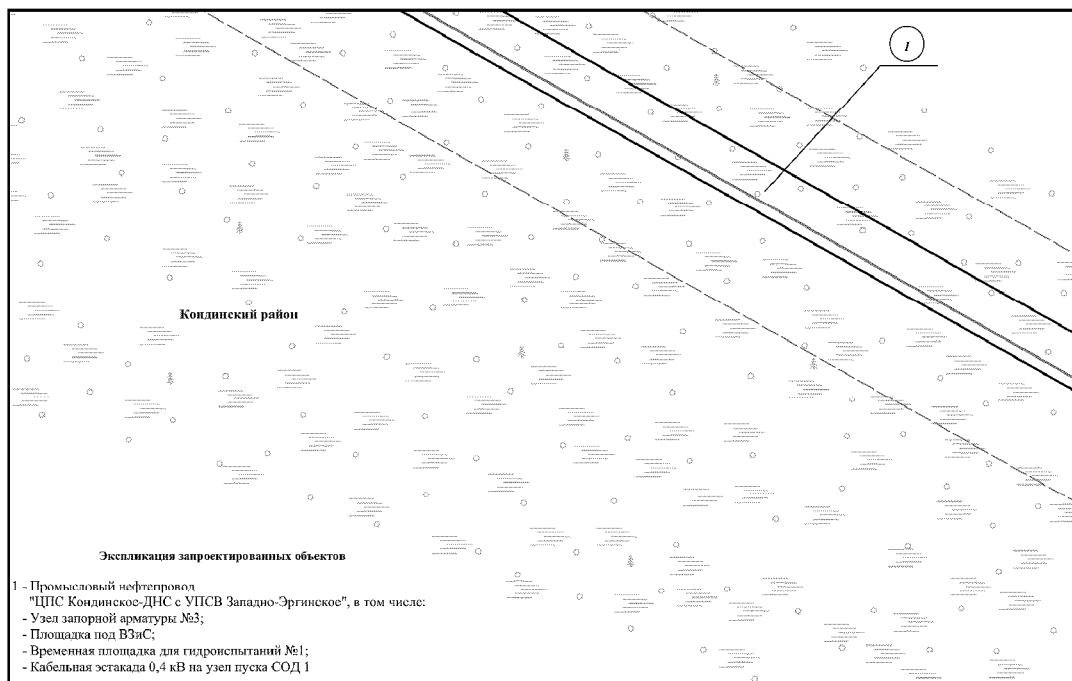 1
Кондинский район
Экспликация запроектированных объектов
1 - Промысловый нефтепровод
"ЦПС Кондинское-ДНС с УПСВ Западно-Эргинское", в том числе:
- Узел запорной арматуры №3;
- Площадка под ВЗиС;
- Временная площадка для гидроиспытаний №1;
- Кабельная эстакада 0,4 кВ на узел пуска СОД 1